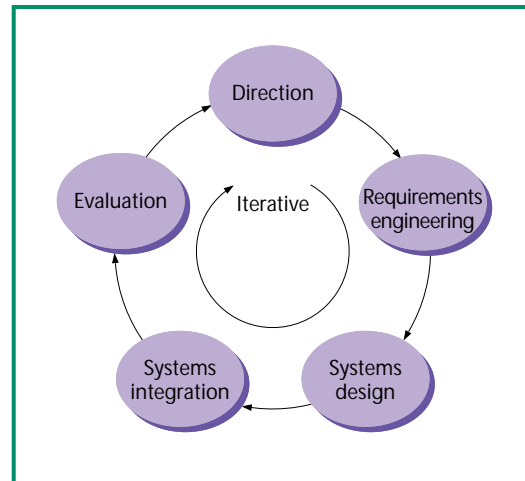 Direction
Requirements
engineering
Systems
design
Systems
integration
Evaluation
Iterative